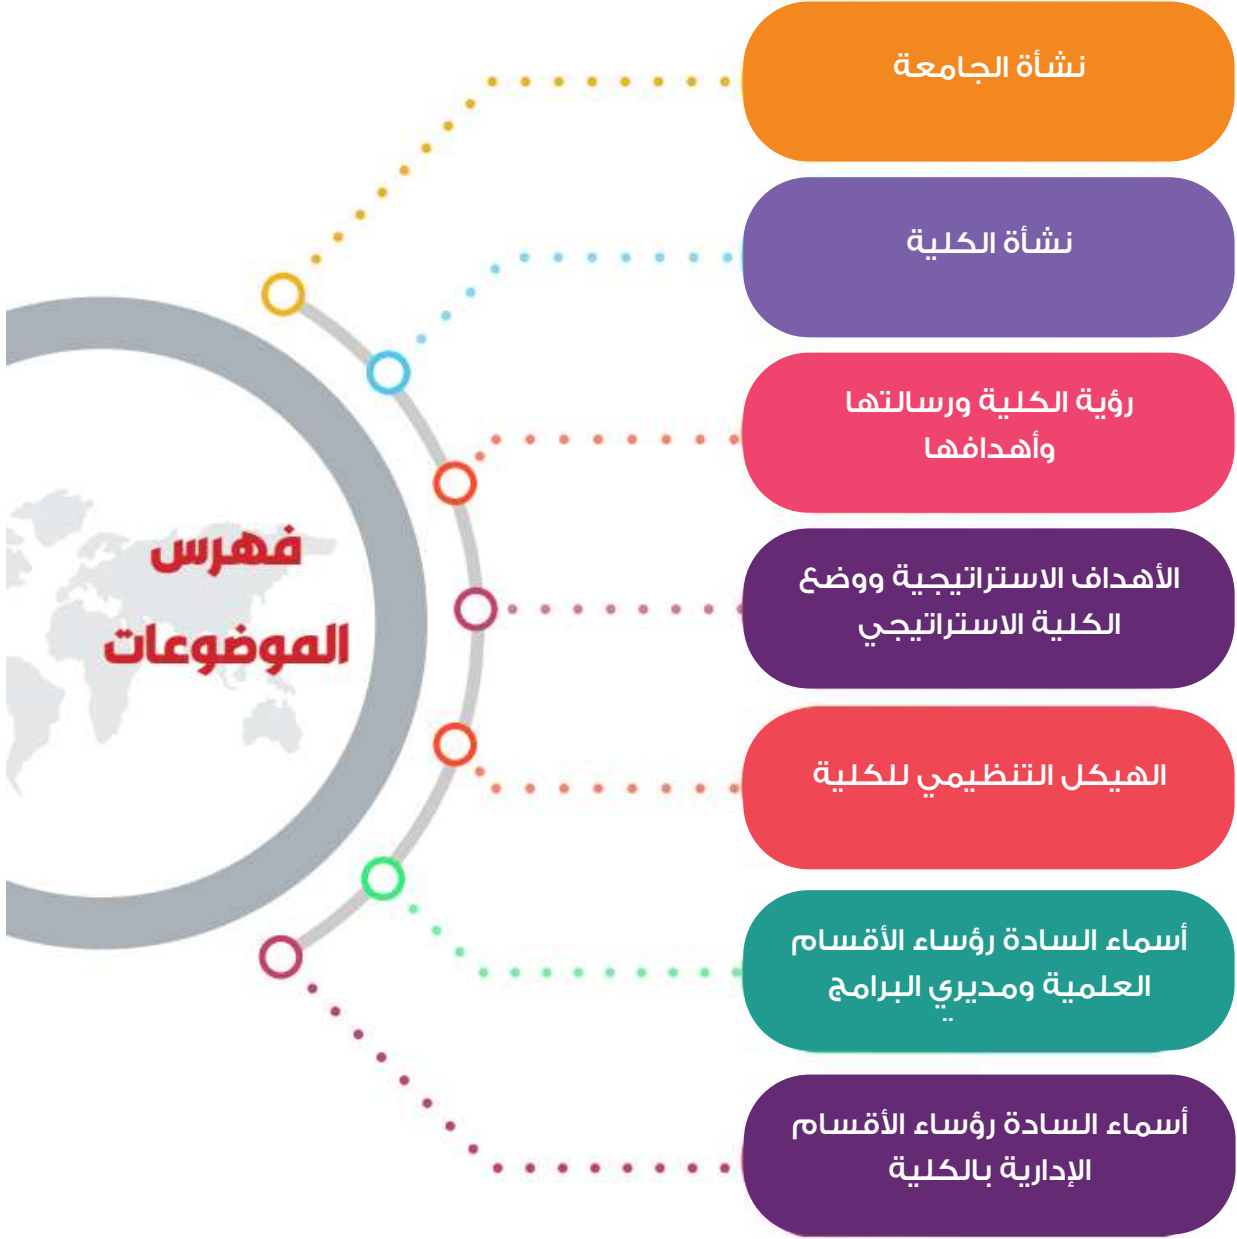 فهرس
الموضوعات
نشأة الجامعة
نشأة الكلية
رؤية الكلية ورسالتها
وأهدافها
الأهداف الاستراتيجية ووضع
الكلية الاستراتيجي
الهيكل التنظيمي للكلية
أسماء السادة رؤساء الأقسام
العلمية ومديري البرامج
أسماء السادة رؤساء الأقسام
الإدارية بالكلية